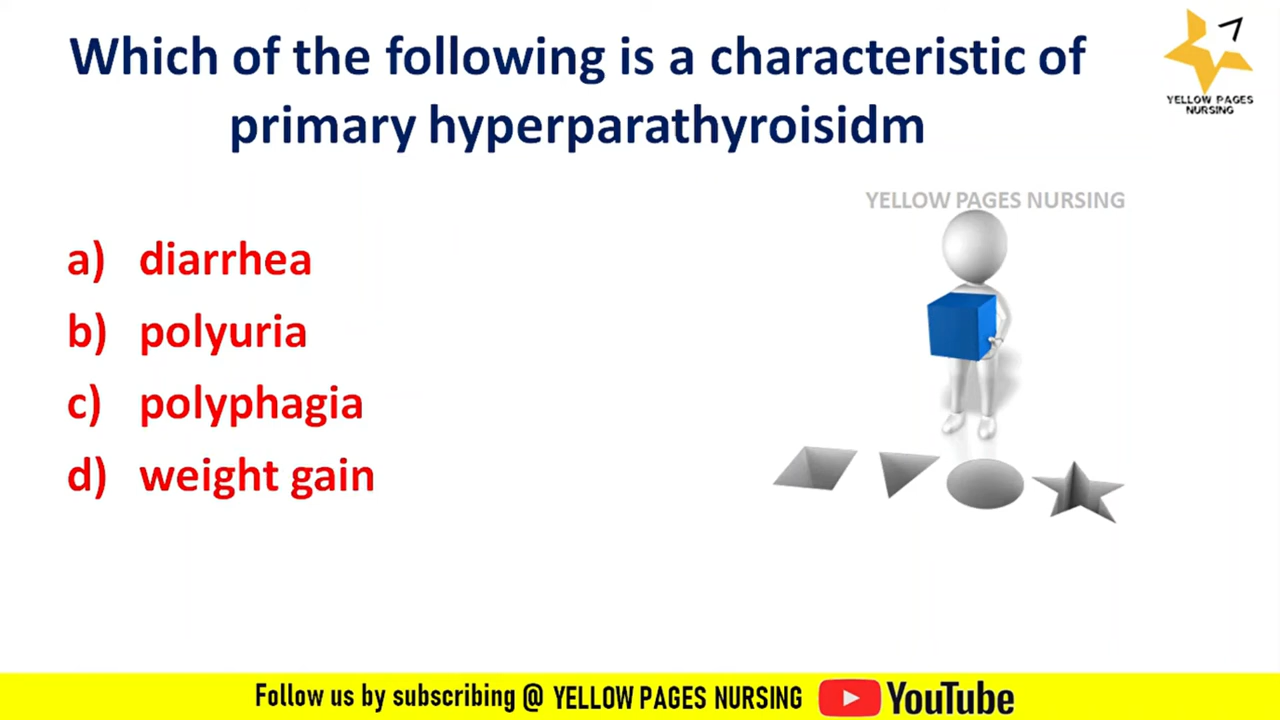 Which of the following is a characteristic of
primary hyperparathyroisidm
YELLOW PAGES
NURSING
YELLOW PAGES NURSING
a) diarrhea
b) polyuria
c) polyphagia
d) weight gain
Follow us by subscribing @ YELLOW PAGES NURSING YouTube